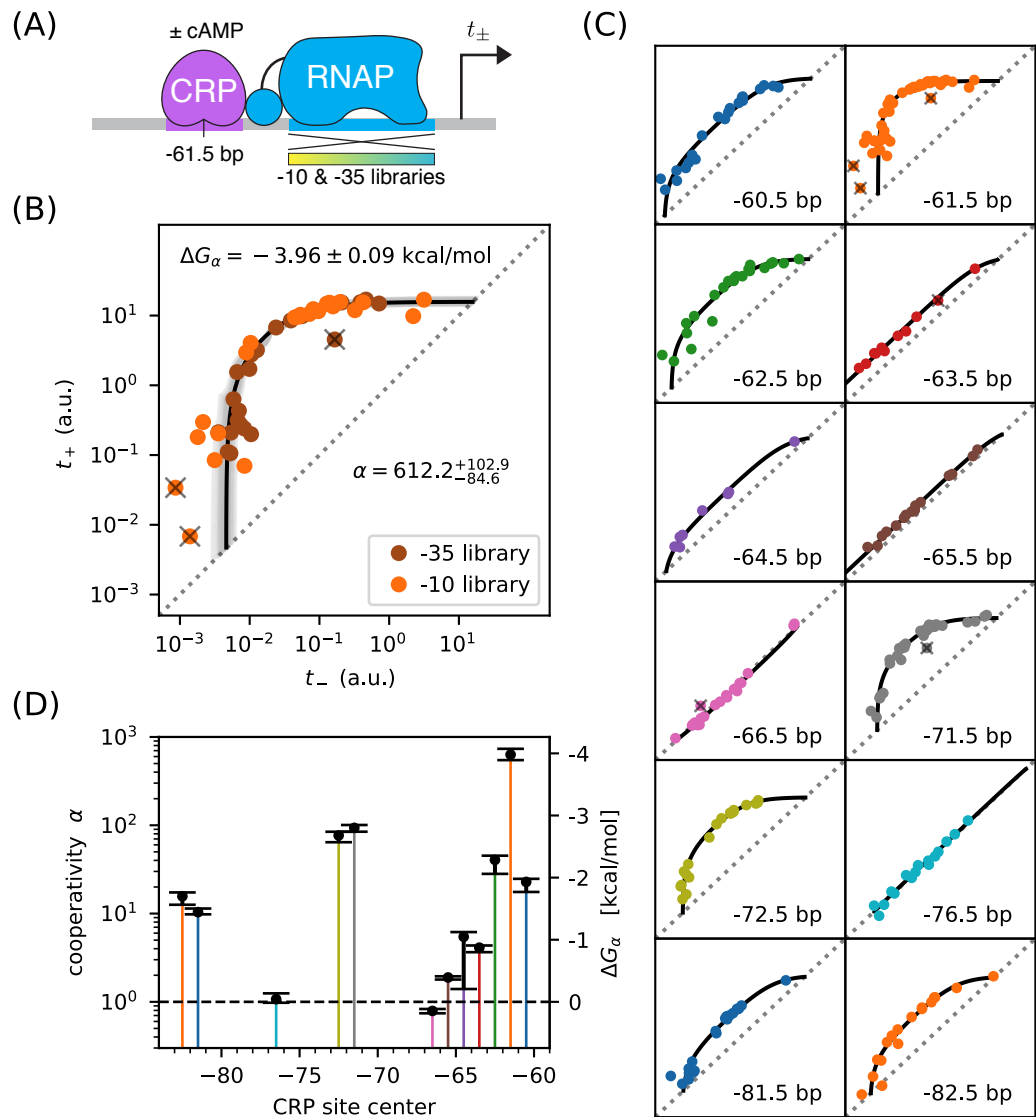 (A)
± cAMP
CRP
RNAP
t±
-61.5 bp
-10 & -35 libraries
(B)
ΔGα = − 3.96 ± 0.09 kcal/mol
α = 612.2 +102.9 −84.6
-35 library
-10 library
10¹
10⁰
10⁻¹
10⁻²
10⁻³
t₊ (a.u.)
10⁻³ 10⁻² 10⁻¹ 10⁰ 10¹
t₋ (a.u.)
(C)
-60.5 bp
-61.5 bp
-62.5 bp
-63.5 bp
-64.5 bp
-65.5 bp
-66.5 bp
-71.5 bp
-72.5 bp
-76.5 bp
-81.5 bp
-82.5 bp
(D)
10³
10²
10¹
10⁰
cooperativity α
-4
-3
-2
-1
0
ΔGα [kcal/mol]
−80 −75 −70 −65 −60
CRP site center